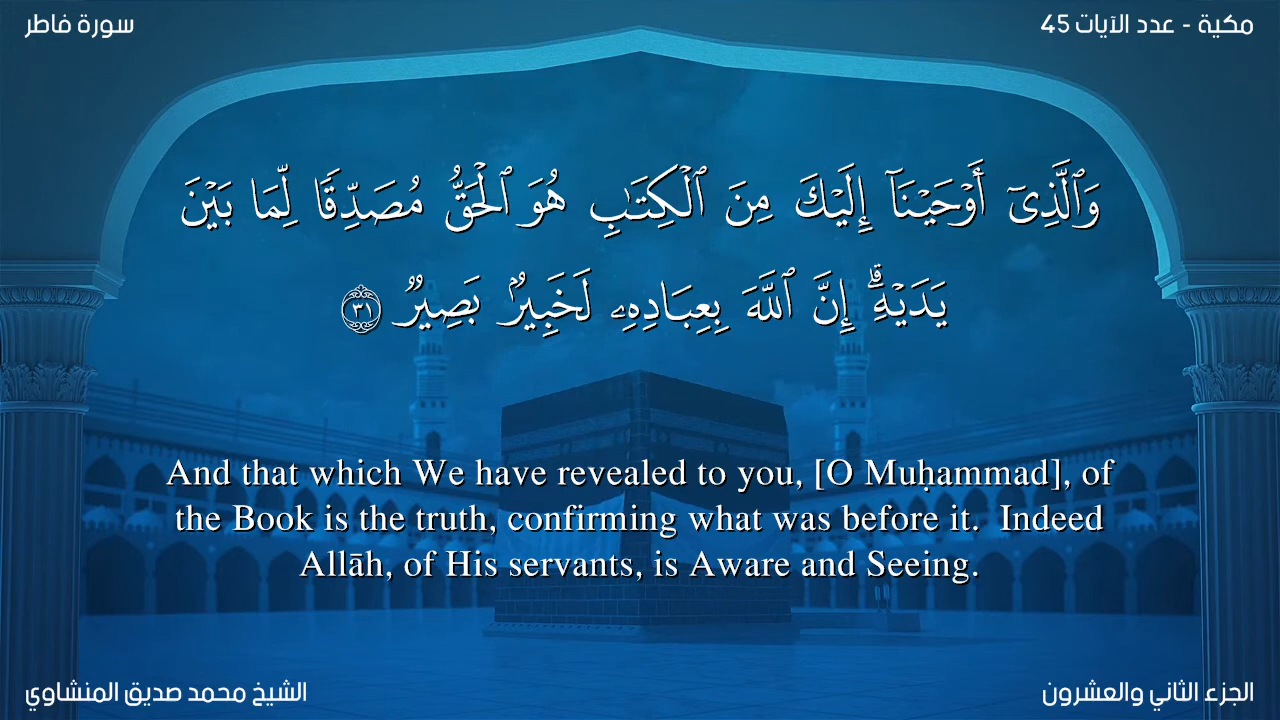 سورة فاطر
مكية - عدد الآيات 45
وَٱلَّذِىٓ أَوْحَيْنَآ إِلَيْكَ مِنَ ٱلْكِتَـٰبِ هُوَ ٱلْحَقُّ مُصَدِّقًا لِّمَا بَيْنَ
يَدَيْهِ ۗ إِنَّ ٱللَّهَ بِعِبَادِهِۦ لَخَبِيرٌۢ بَصِيرٌ ٣١
And that which We have revealed to you, [O Muḥammad], of
the Book is the truth, confirming what was before it.  Indeed
Allāh, of His servants, is Aware and Seeing.
الشيخ محمد صديق المنشاوي
الجزء الثاني والعشرون